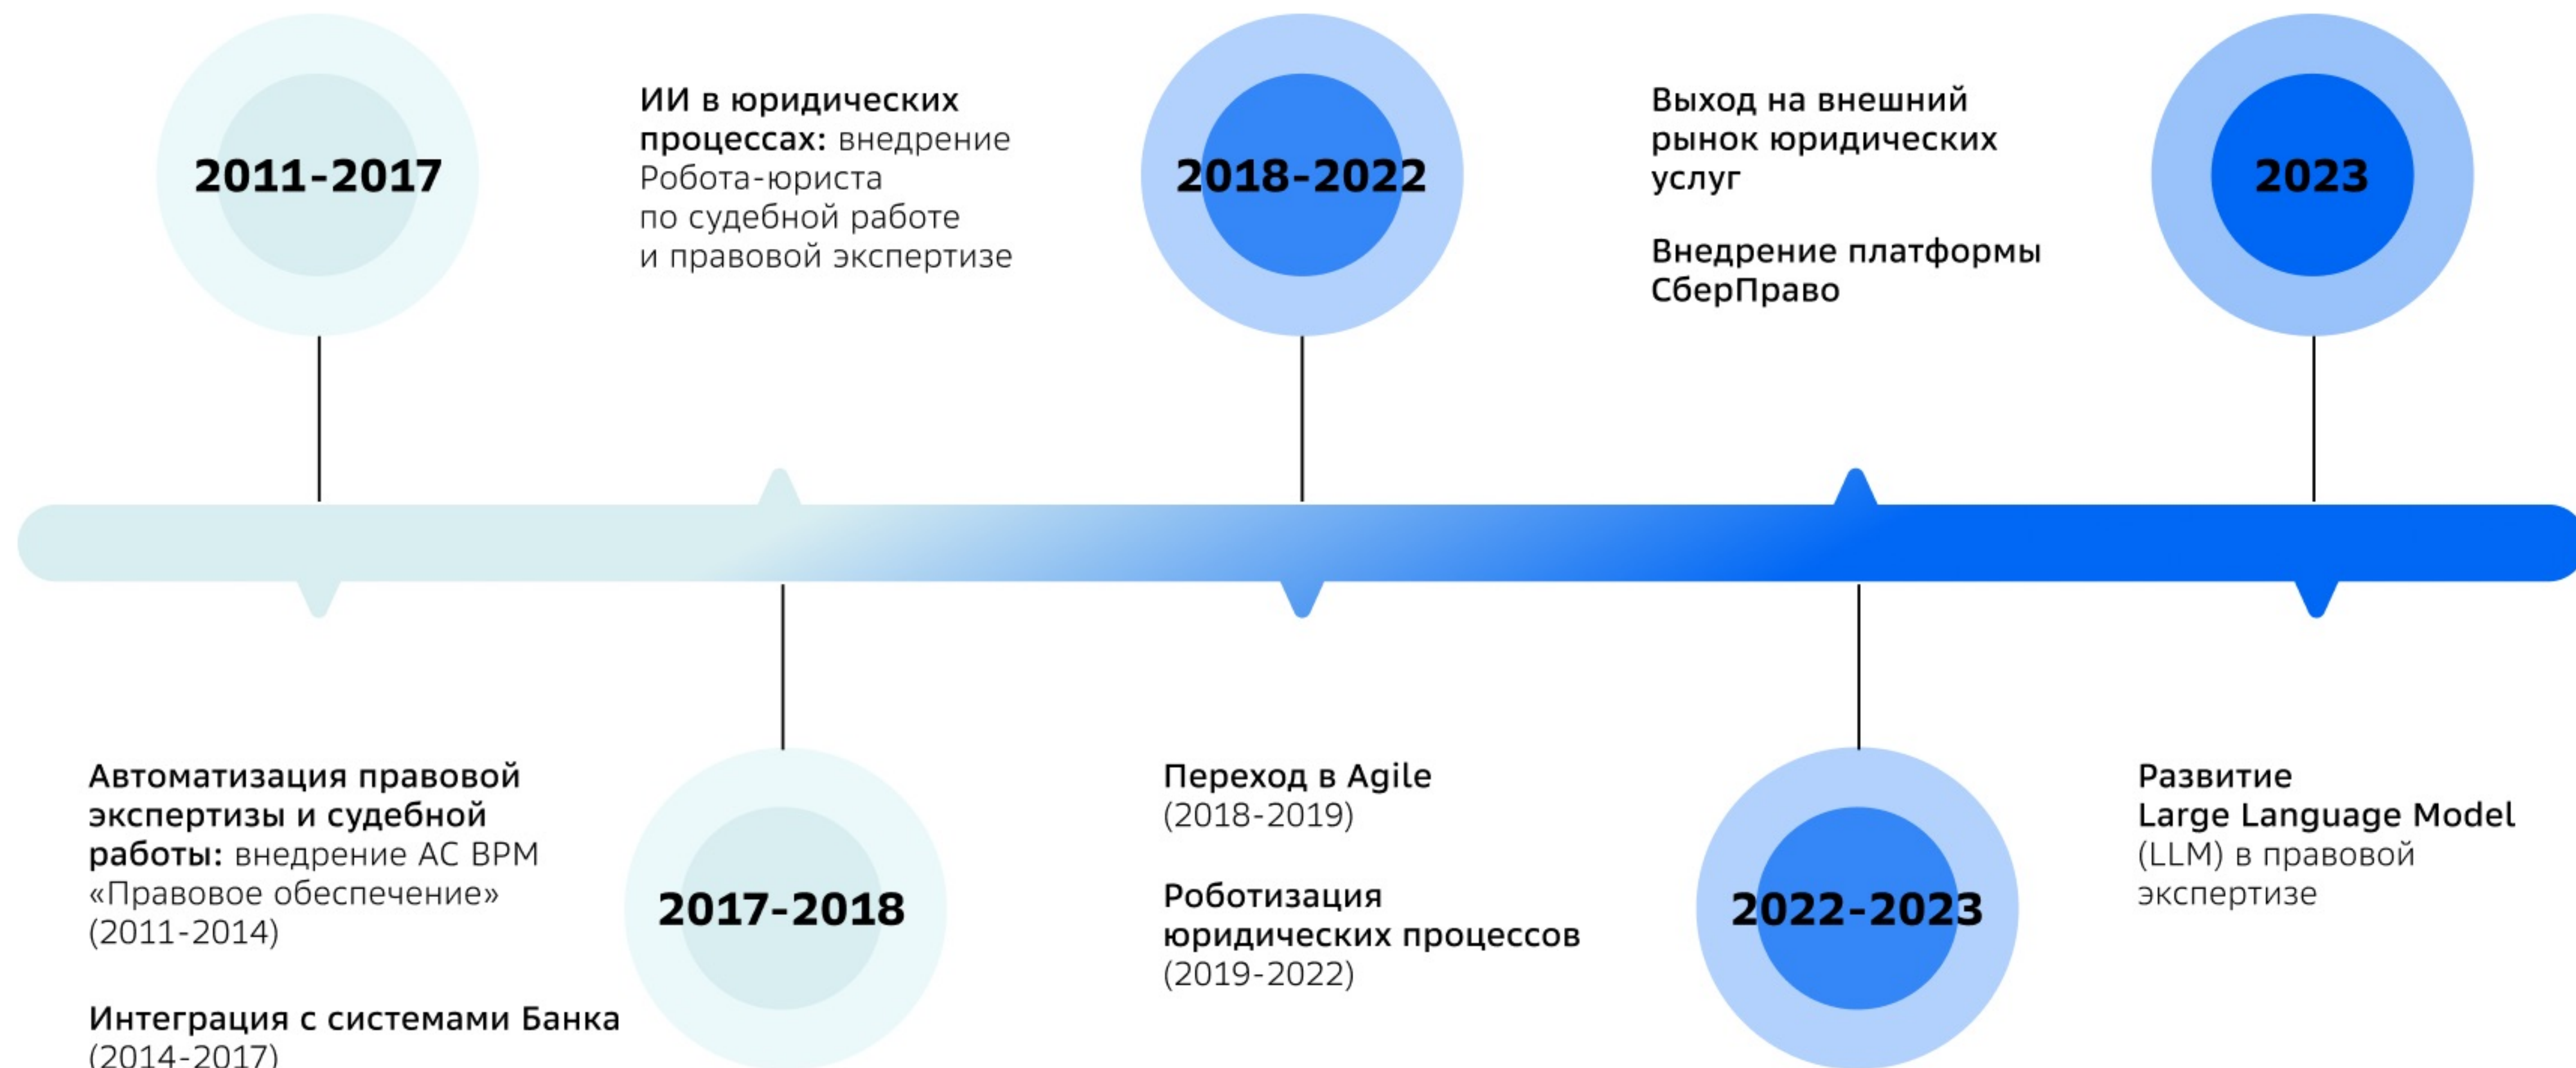 2011-2017
ИИ в юридических
процессах: внедрение
Робота-юриста
по судебной работе
и правовой экспертизе
2018-2022
Выход на внешний
рынок юридических
услуг
Внедрение платформы
СберПраво
2023
Автоматизация правовой
экспертизы и судебной
работы: внедрение АС ВРМ
«Правовое обеспечение»
(2011-2014)
Интеграция с системами Банка
(2014-2017)
2017-2018
Переход в Agile
(2018-2019)
Роботизация
юридических процессов
(2019-2022)
2022-2023
Развитие
Large Language Model
(LLM) в правовой
экспертизе